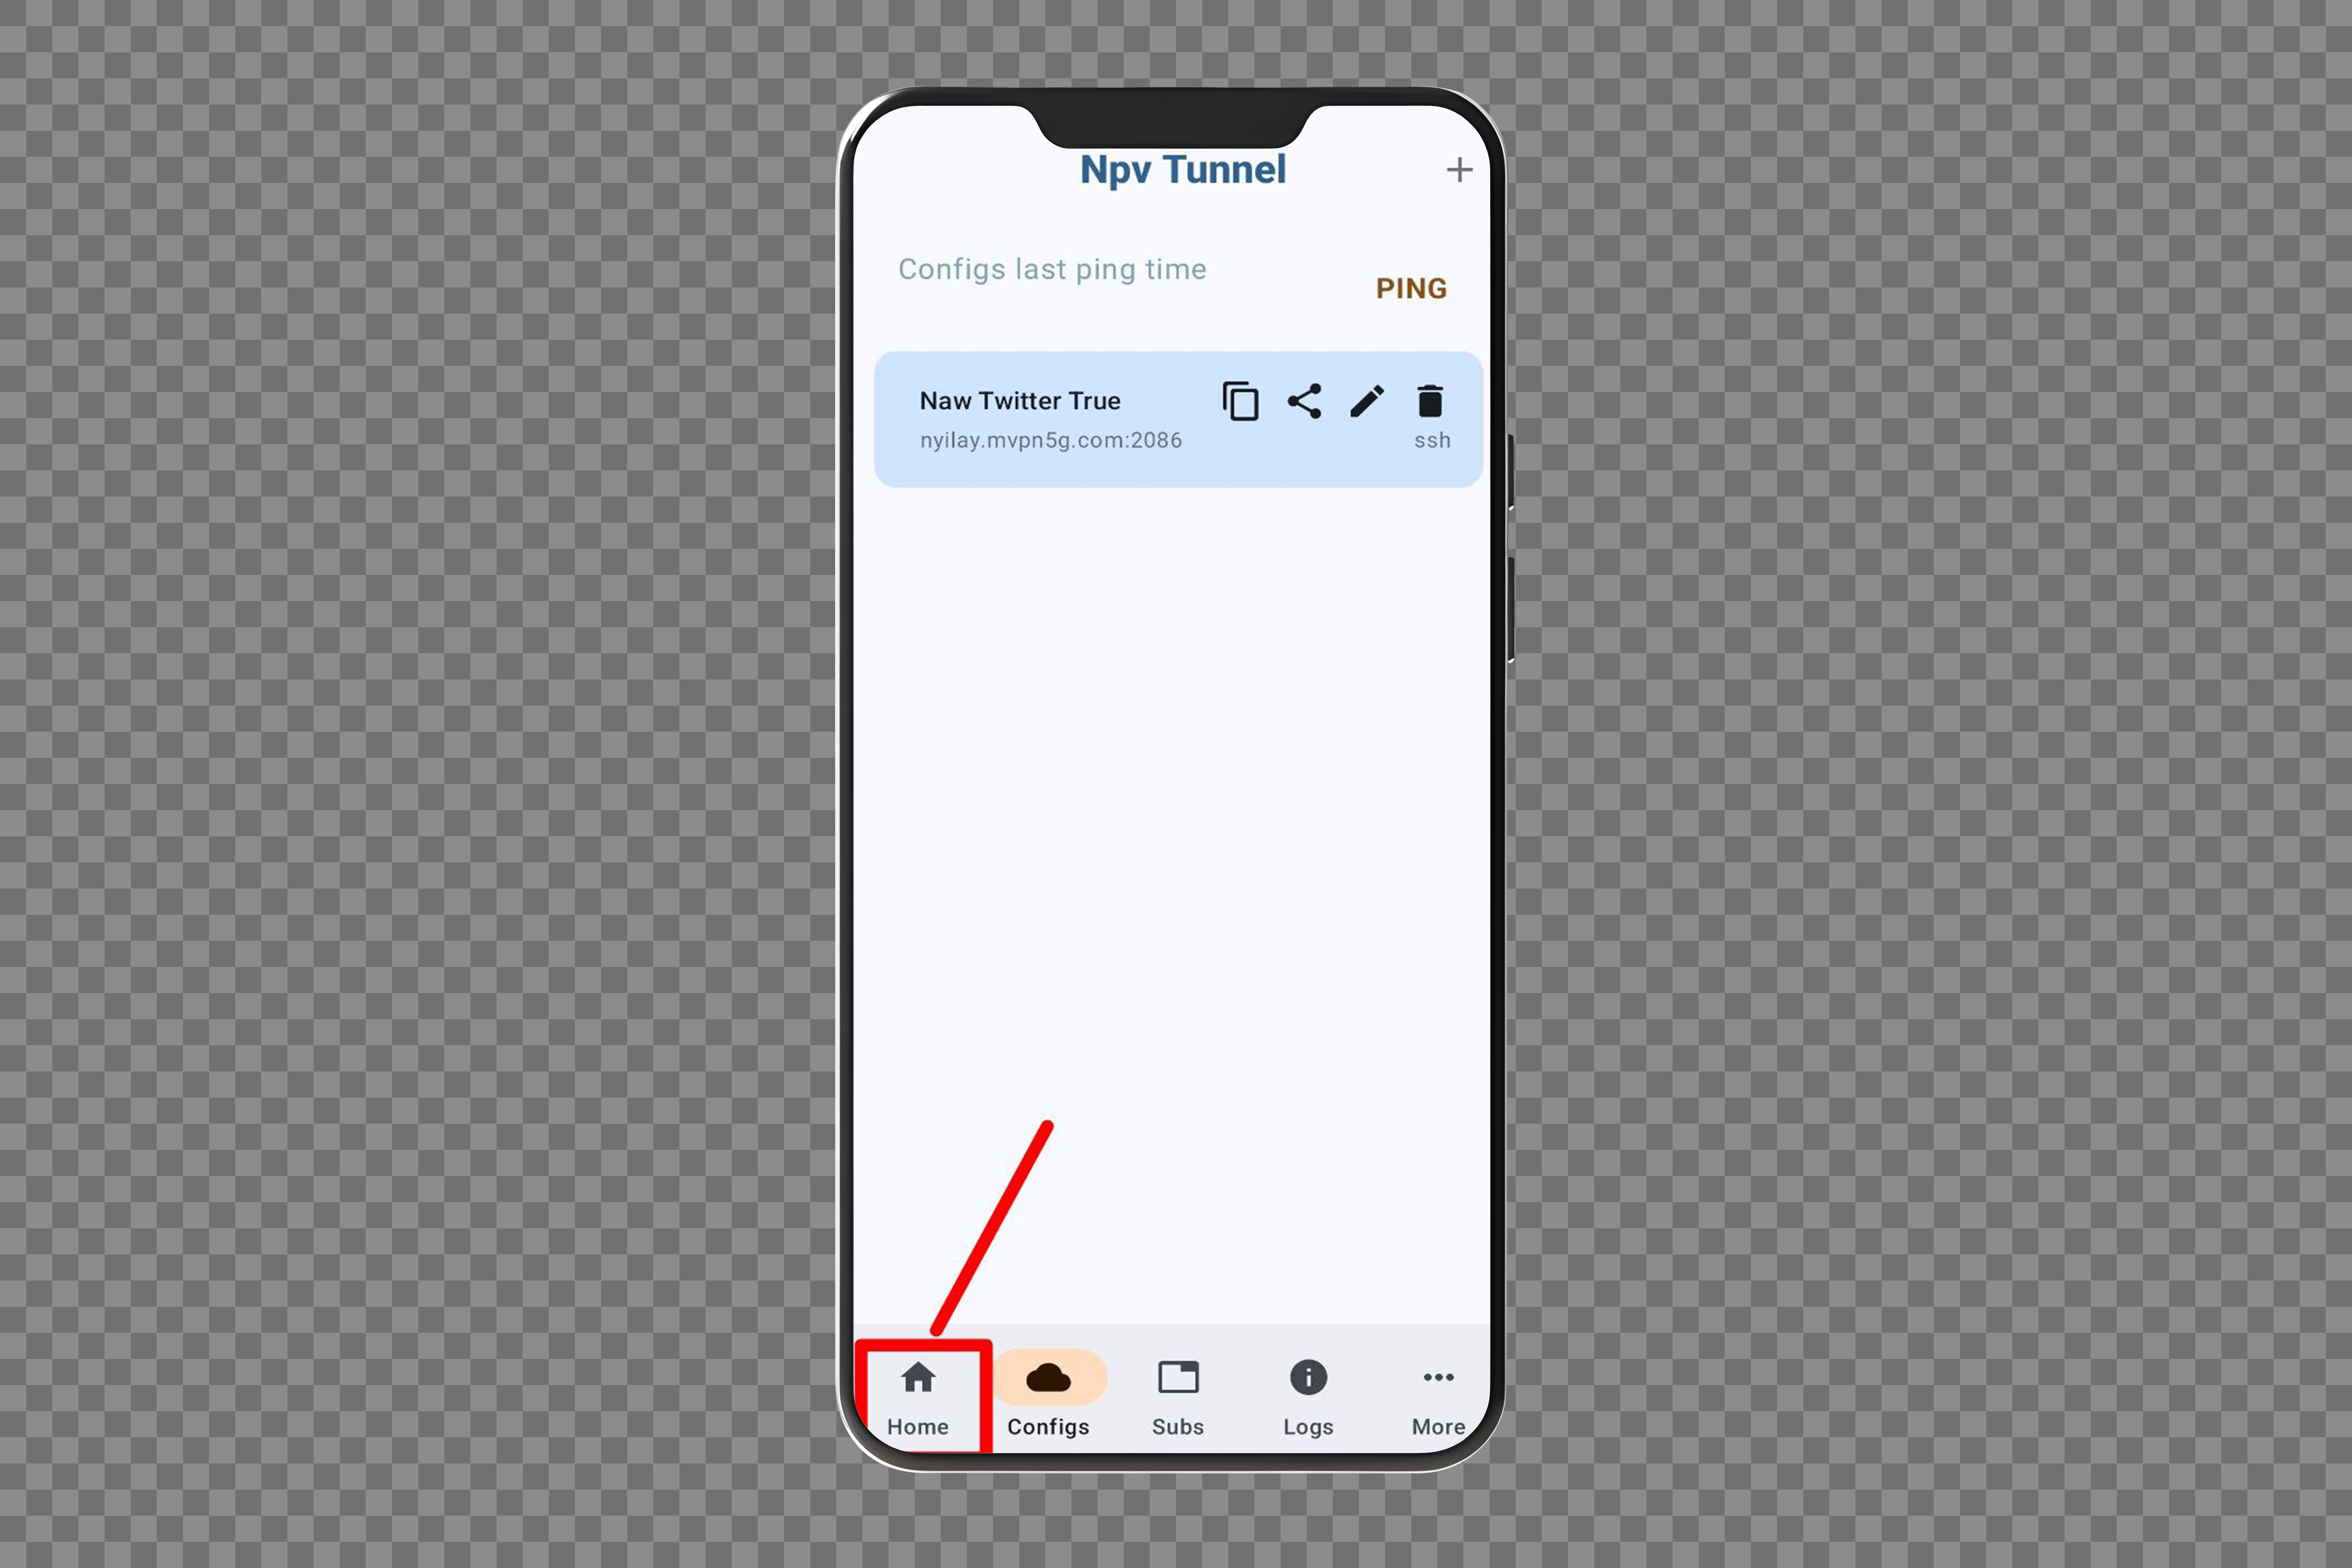 Npv Tunnel
Configs last ping time
PING
Naw Twitter True
nyilay.mvpn5g.com:2086
ssh
Home
Configs
Subs
Logs
More